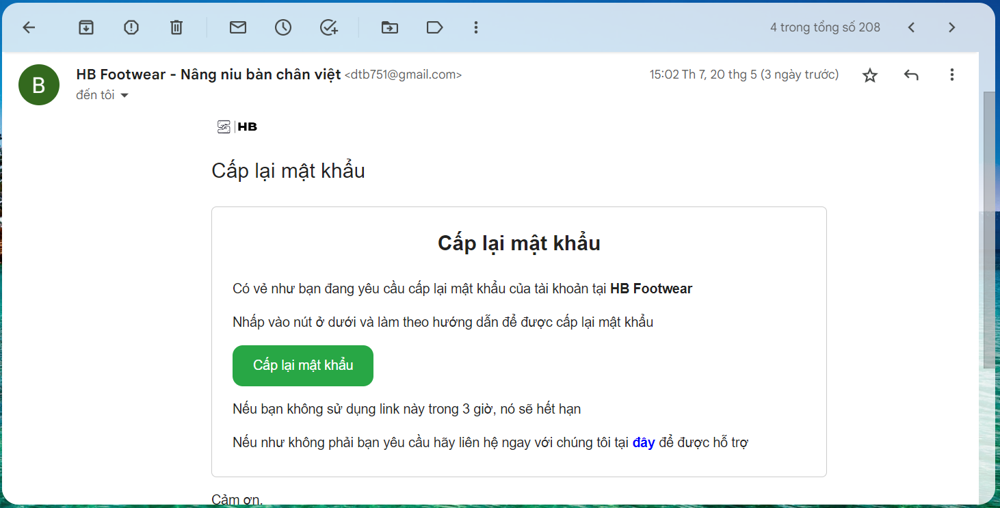 4 trong tổng số 208
HB Footwear - Nâng niu bàn chân việt <dtb751@gmail.com>
15:02 Th 7, 20 thg 5 (3 ngày trước)
B
đến tôi
HB
Cấp lại mật khẩu
Cấp lại mật khẩu
Có vẻ như bạn đang yêu cầu cấp lại mật khẩu của tài khoản tại HB Footwear
Nhấp vào nút ở dưới và làm theo hướng dẫn để được cấp lại mật khẩu
Cấp lại mật khẩu
Nếu bạn không sử dụng link này trong 3 giờ, nó sẽ hết hạn
Nếu như không phải bạn yêu cầu hãy liên hệ ngay với chúng tôi tại đây để được hỗ trợ
Cảm ơn.